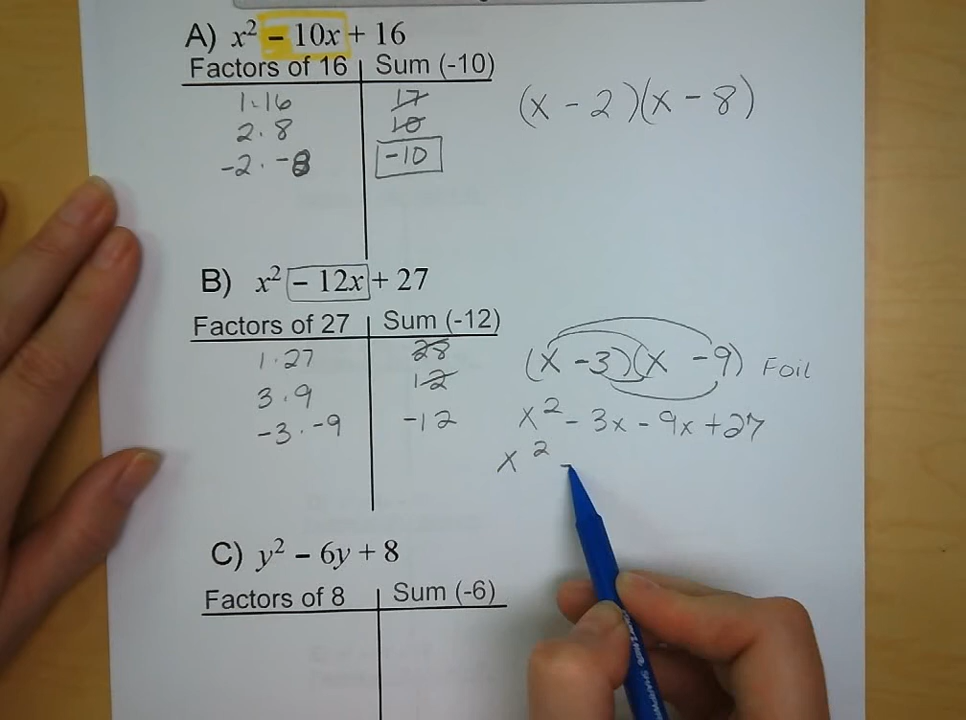 A) x² – 10x + 16
Factors of 16 Sum (-10)
1·16 17
2·8 10
-2·-8 -10
(x - 2)(x - 8)
B) x² – 12x + 27
Factors of 27 Sum (-12)
1·27 28
3·9 12
-3·-9 -12
(x - 3)(x - 9) Foil
x² - 3x - 9x + 27
x² -
C) y² – 6y + 8
Factors of 8 Sum (-6)